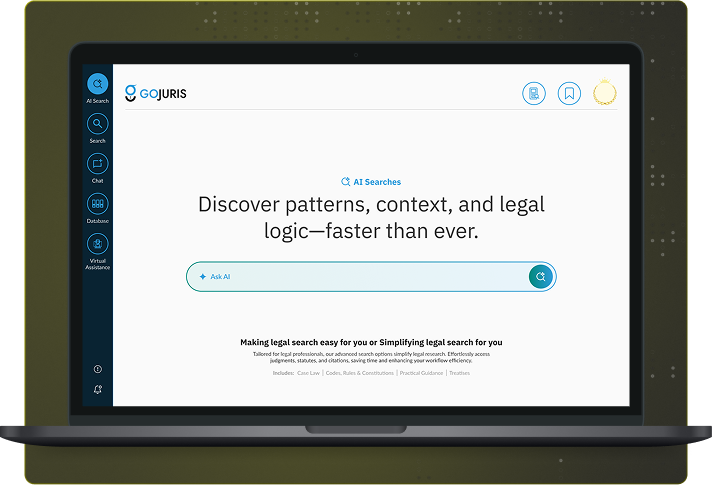 AI Search
Search
Chat
Database
Virtual
Assistance
GOJURIS
AI Searches
Discover patterns, context, and legal
logic—faster than ever.
Ask AI
Making legal search easy for you or Simplifying legal search for you
Tailored for legal professionals, our advanced search options simplify legal research. Effortlessly access
judgments, statutes, and citations, saving time and enhancing your workflow efficiency.
Includes: Case Law | Codes, Rules & Constitutions | Practical Guidance | Treatises